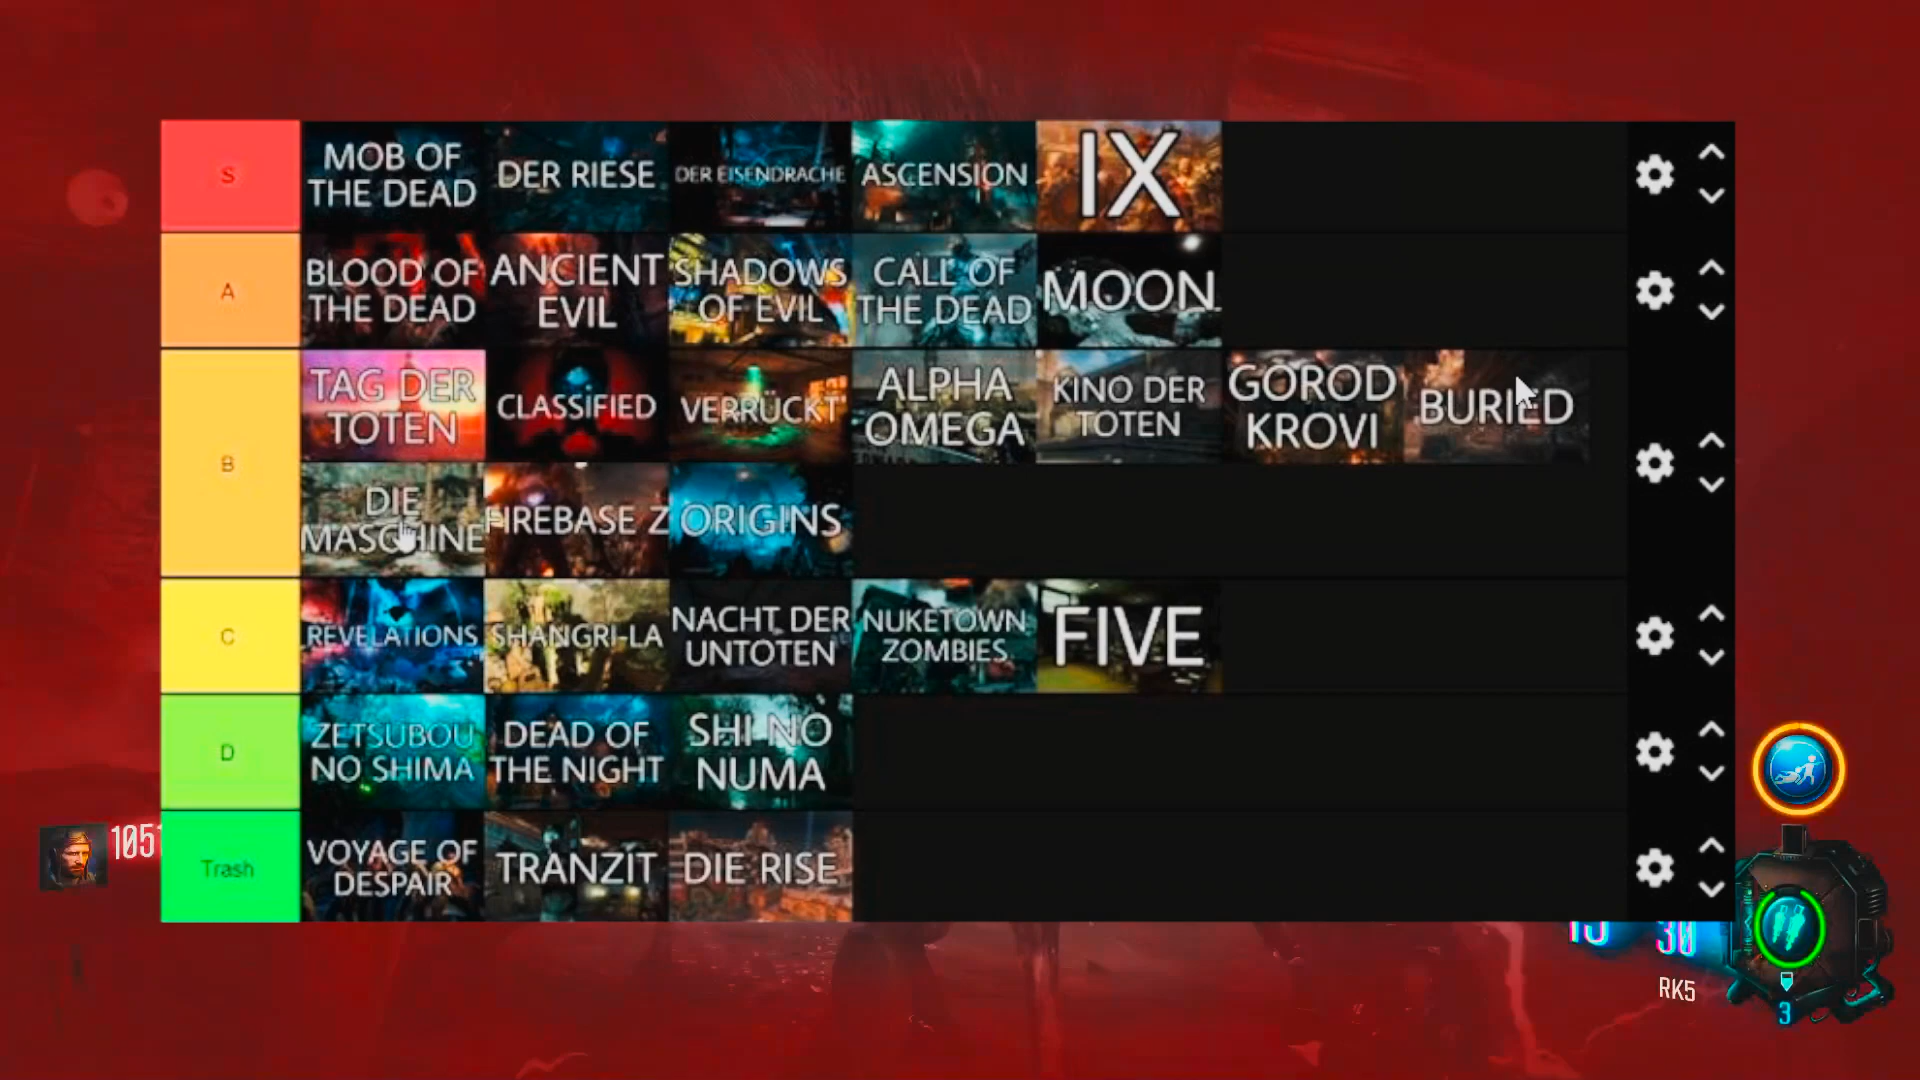 S
MOB OF
THE DEAD
DER RIESE
DER EISENDRACHE
ASCENSION
IX
A
BLOOD OF
THE DEAD
ANCIENT
EVIL
SHADOWS
OF EVIL
CALL OF
THE DEAD
MOON
B
TAG DER
TOTEN
CLASSIFIED
VERRÜCKT
ALPHA
OMEGA
KINO DER
TOTEN
GOROD
KROVI
BURIED
DIE
MASCHINE
FIREBASE Z
ORIGINS
C
REVELATIONS
SHANGRI-LA
NACHT DER
UNTOTEN
NUKETOWN
ZOMBIES
FIVE
D
ZETSUBOU
NO SHIMA
DEAD OF
THE NIGHT
SHI NO
NUMA
Trash
VOYAGE OF
DESPAIR
TRANZIT
DIE RISE
1051
30
RK5
3